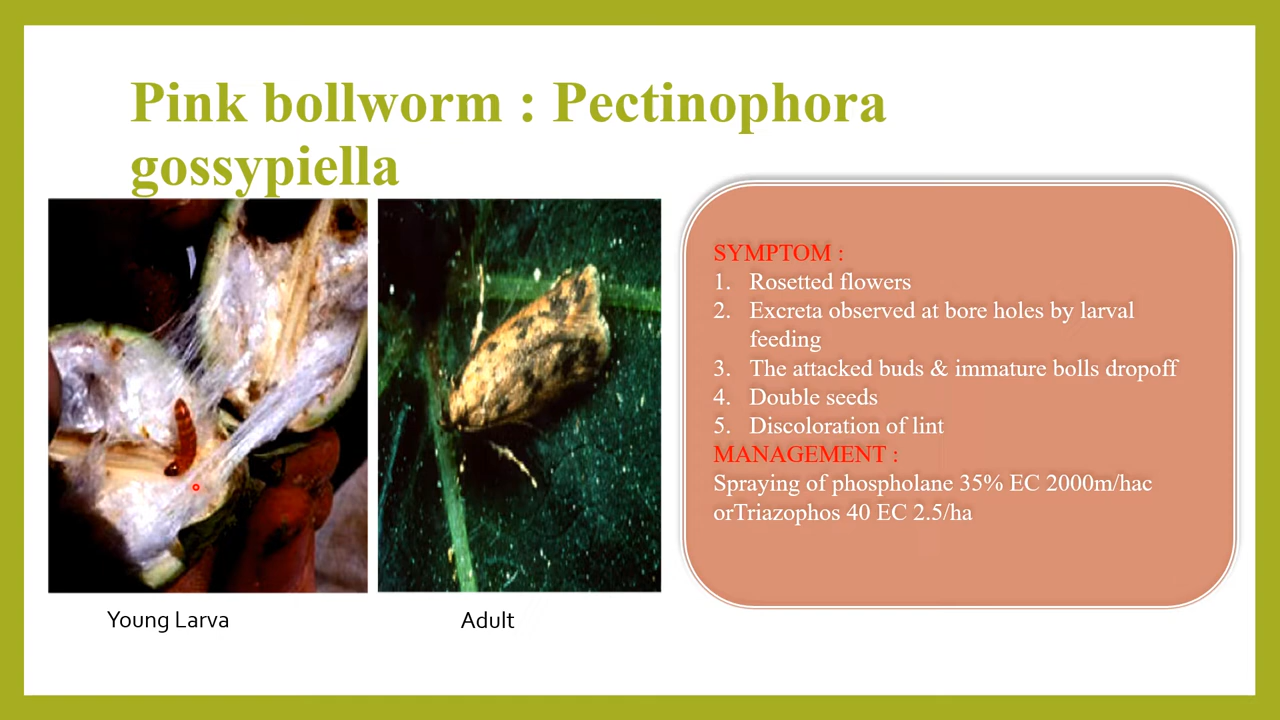 Pink bollworm : Pectinophora
gossypiella
SYMPTOM :
1. Rosetted flowers
2. Excreta observed at bore holes by larval
feeding
3. The attacked buds & immature bolls dropoff
4. Double seeds
5. Discoloration of lint
MANAGEMENT :
Spraying of phospholane 35% EC 2000m/hac
orTriazophos 40 EC 2.5/ha
Young Larva
Adult